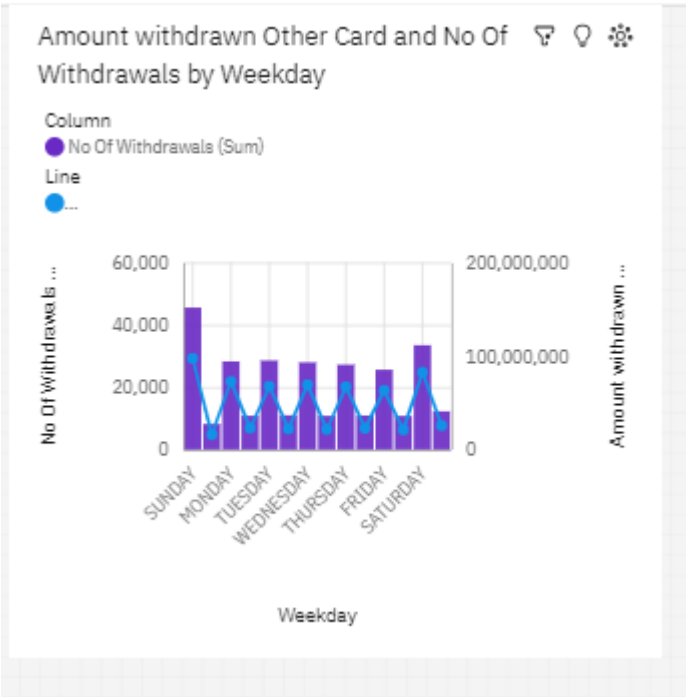 Amount withdrawn Other Card and No Of
Withdrawals by Weekday
Column
No Of Withdrawals (Sum)
Line
...
No Of Withdrawals ...
60,000
40,000
20,000
0
200,000,000
100,000,000
0
Amount withdrawn ...
SUNDAY
MONDAY
TUESDAY
WEDNESDAY
THURSDAY
FRIDAY
SATURDAY
Weekday